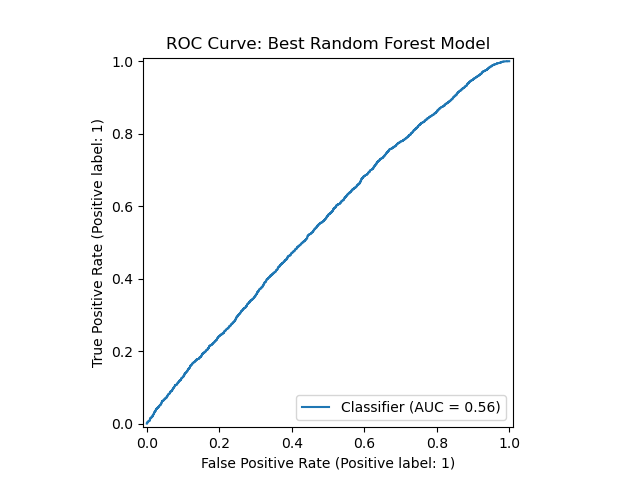 ROC Curve: Best Random Forest Model
1.0
0.8
0.6
0.4
0.2
0.0
True Positive Rate (Positive label: 1)
Classifier (AUC = 0.56)
0.0 0.2 0.4 0.6 0.8 1.0
False Positive Rate (Positive label: 1)